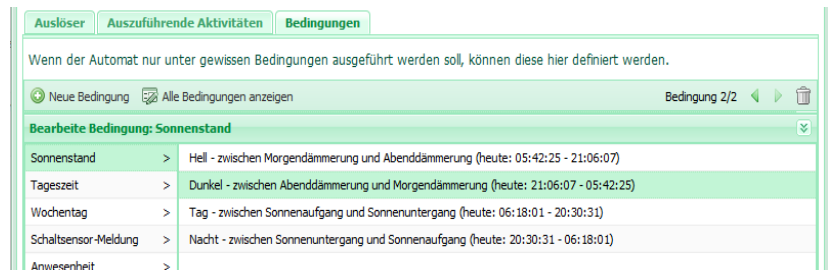 Auslöser Auszuführende Aktivitäten Bedingungen
Wenn der Automat nur unter gewissen Bedingungen ausgeführt werden soll, können diese hier definiert werden.
Neue Bedingung Alle Bedingungen anzeigen Bedingung 2/2
Bearbeite Bedingung: Sonnenstand
Sonnenstand > Hell - zwischen Morgendämmerung und Abenddämmerung (heute: 05:42:25 - 21:06:07)
Tageszeit > Dunkel - zwischen Abenddämmerung und Morgendämmerung (heute: 21:06:07 - 05:42:25)
Wochentag > Tag - zwischen Sonnenaufgang und Sonnenuntergang (heute: 06:18:01 - 20:30:31)
Schaltsensor-Meldung > Nacht - zwischen Sonnenuntergang und Sonnenaufgang (heute: 20:30:31 - 06:18:01)
Anwesenheit >